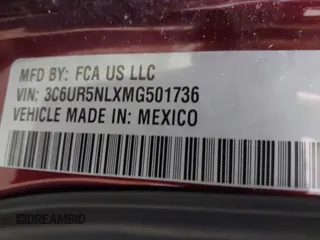 MFD BY: FCA US LLC
VIN: 3C6UR5NLXMG501736
VEHICLE MADE IN: MEXICO
DREAMBID